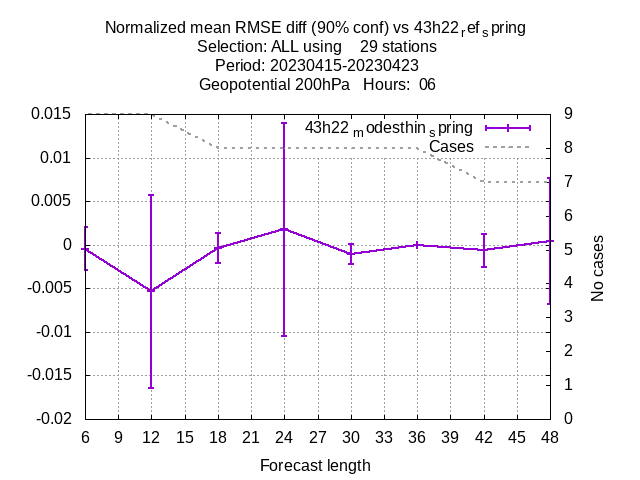 Normalized mean RMSE diff (90% conf) vs 43h22refspring
Selection: ALL using    29 stations
Period: 20230415-20230423
Geopotential 200hPa   Hours:  06
43h22modesthinspring
Cases
0.015
0.01
0.005
0
-0.005
-0.01
-0.015
-0.02
9
8
7
6
5
4
3
2
1
0
No cases
6 9 12 15 18 21 24 27 30 33 36 39 42 45 48
Forecast length